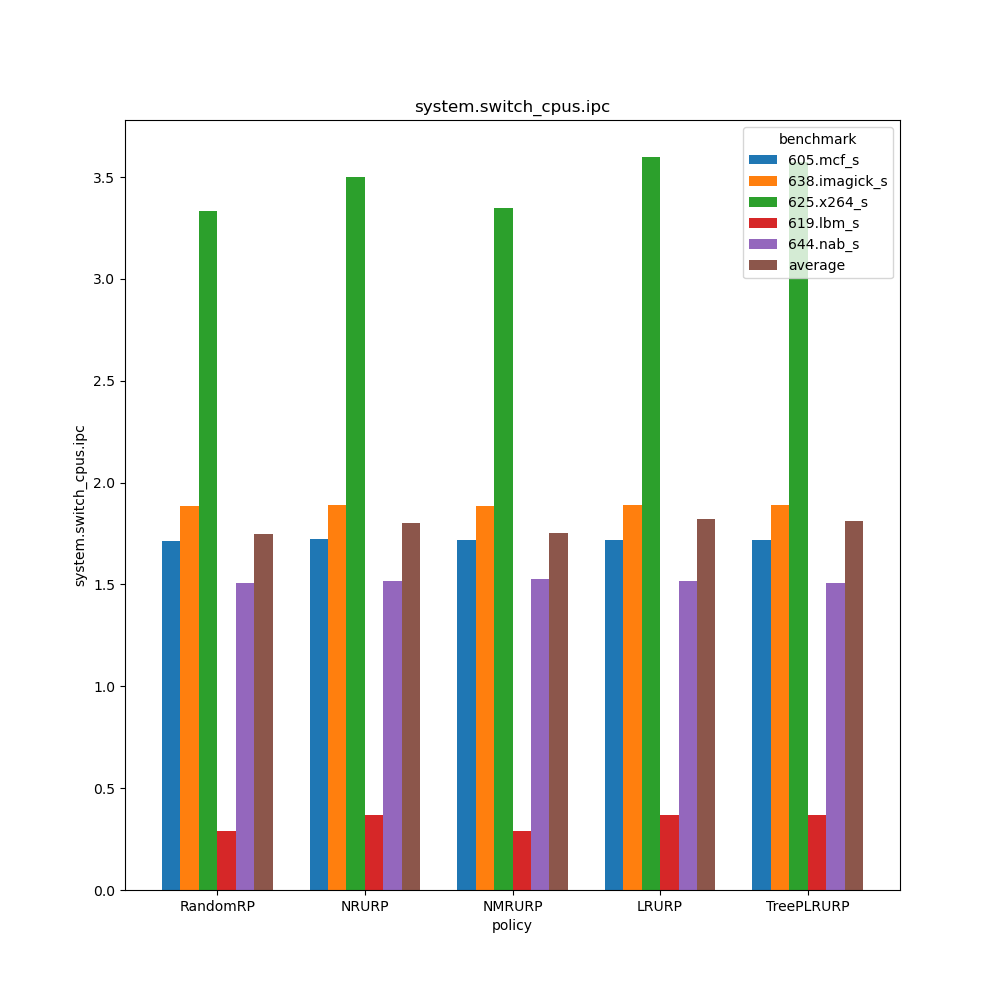 system.switch_cpus.ipc
benchmark
605.mcf_s
638.imagick_s
625.x264_s
619.lbm_s
644.nab_s
average
system.switch_cpus.ipc
3.5
3.0
2.5
2.0
1.5
1.0
0.5
0.0
RandomRP NRURP NMRURP LRURP TreePLRURP
policy